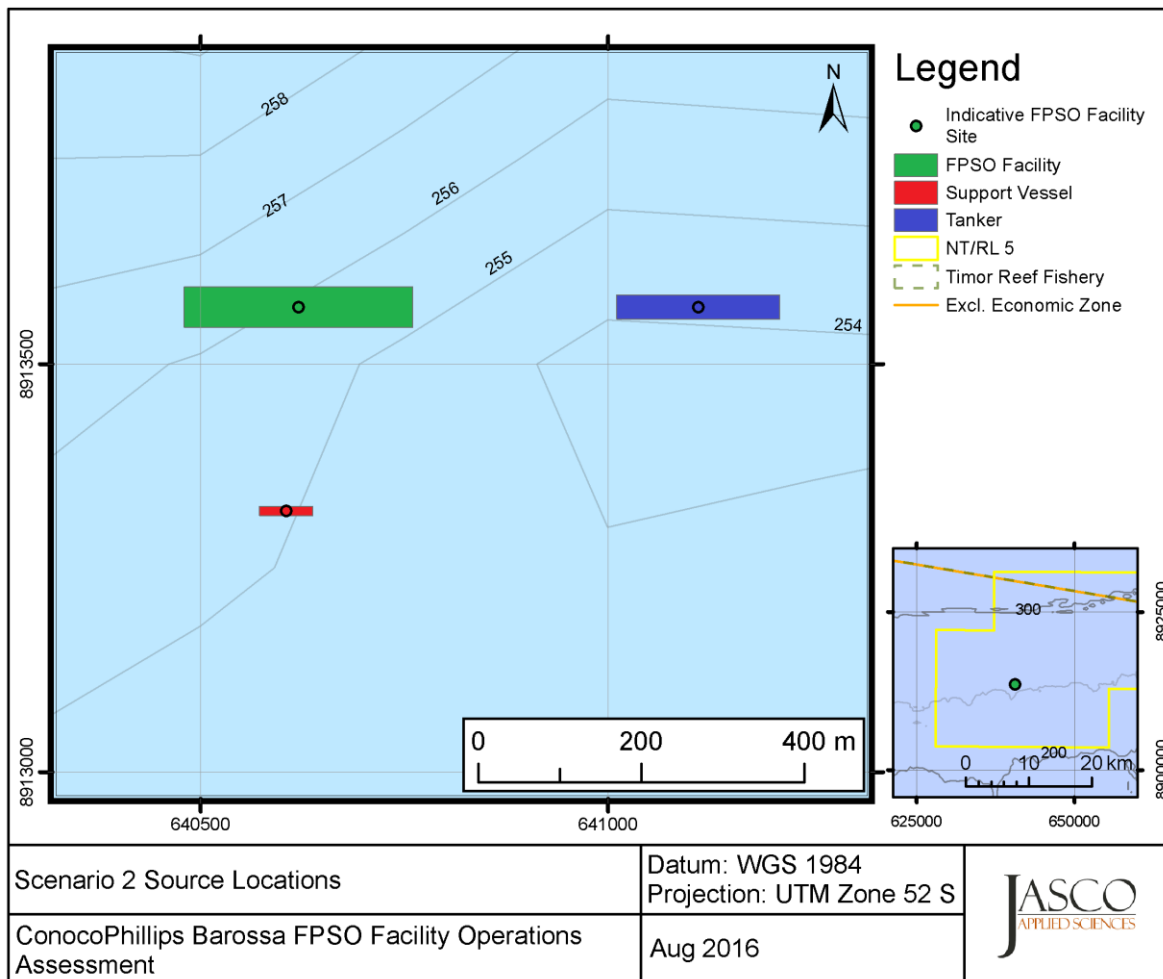 258
257
256
255
254
N
8913500
8913000
640500
641000
0 200 400 m
Legend
Indicative FPSO Facility
Site
FPSO Facility
Support Vessel
Tanker
NT/RL 5
Timor Reef Fishery
Excl. Economic Zone
300
200
0 10 20 km
8925000
8900000
625000
650000
Scenario 2 Source Locations
Datum: WGS 1984
Projection: UTM Zone 52 S
ConocoPhillips Barossa FPSO Facility Operations
Assessment
Aug 2016
JASCO
APPLIED SCIENCES